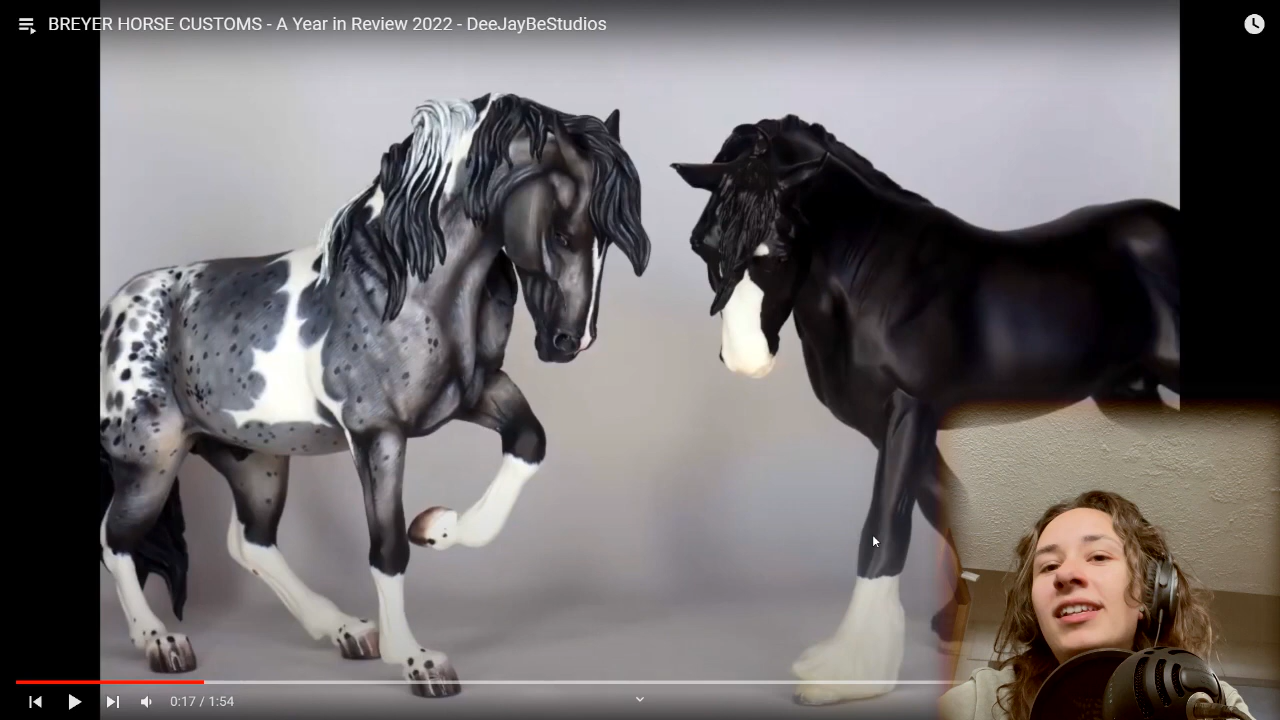 BREYER HORSE CUSTOMS - A Year in Review 2022 - DeeJayBeStudios
0:17 / 1:54